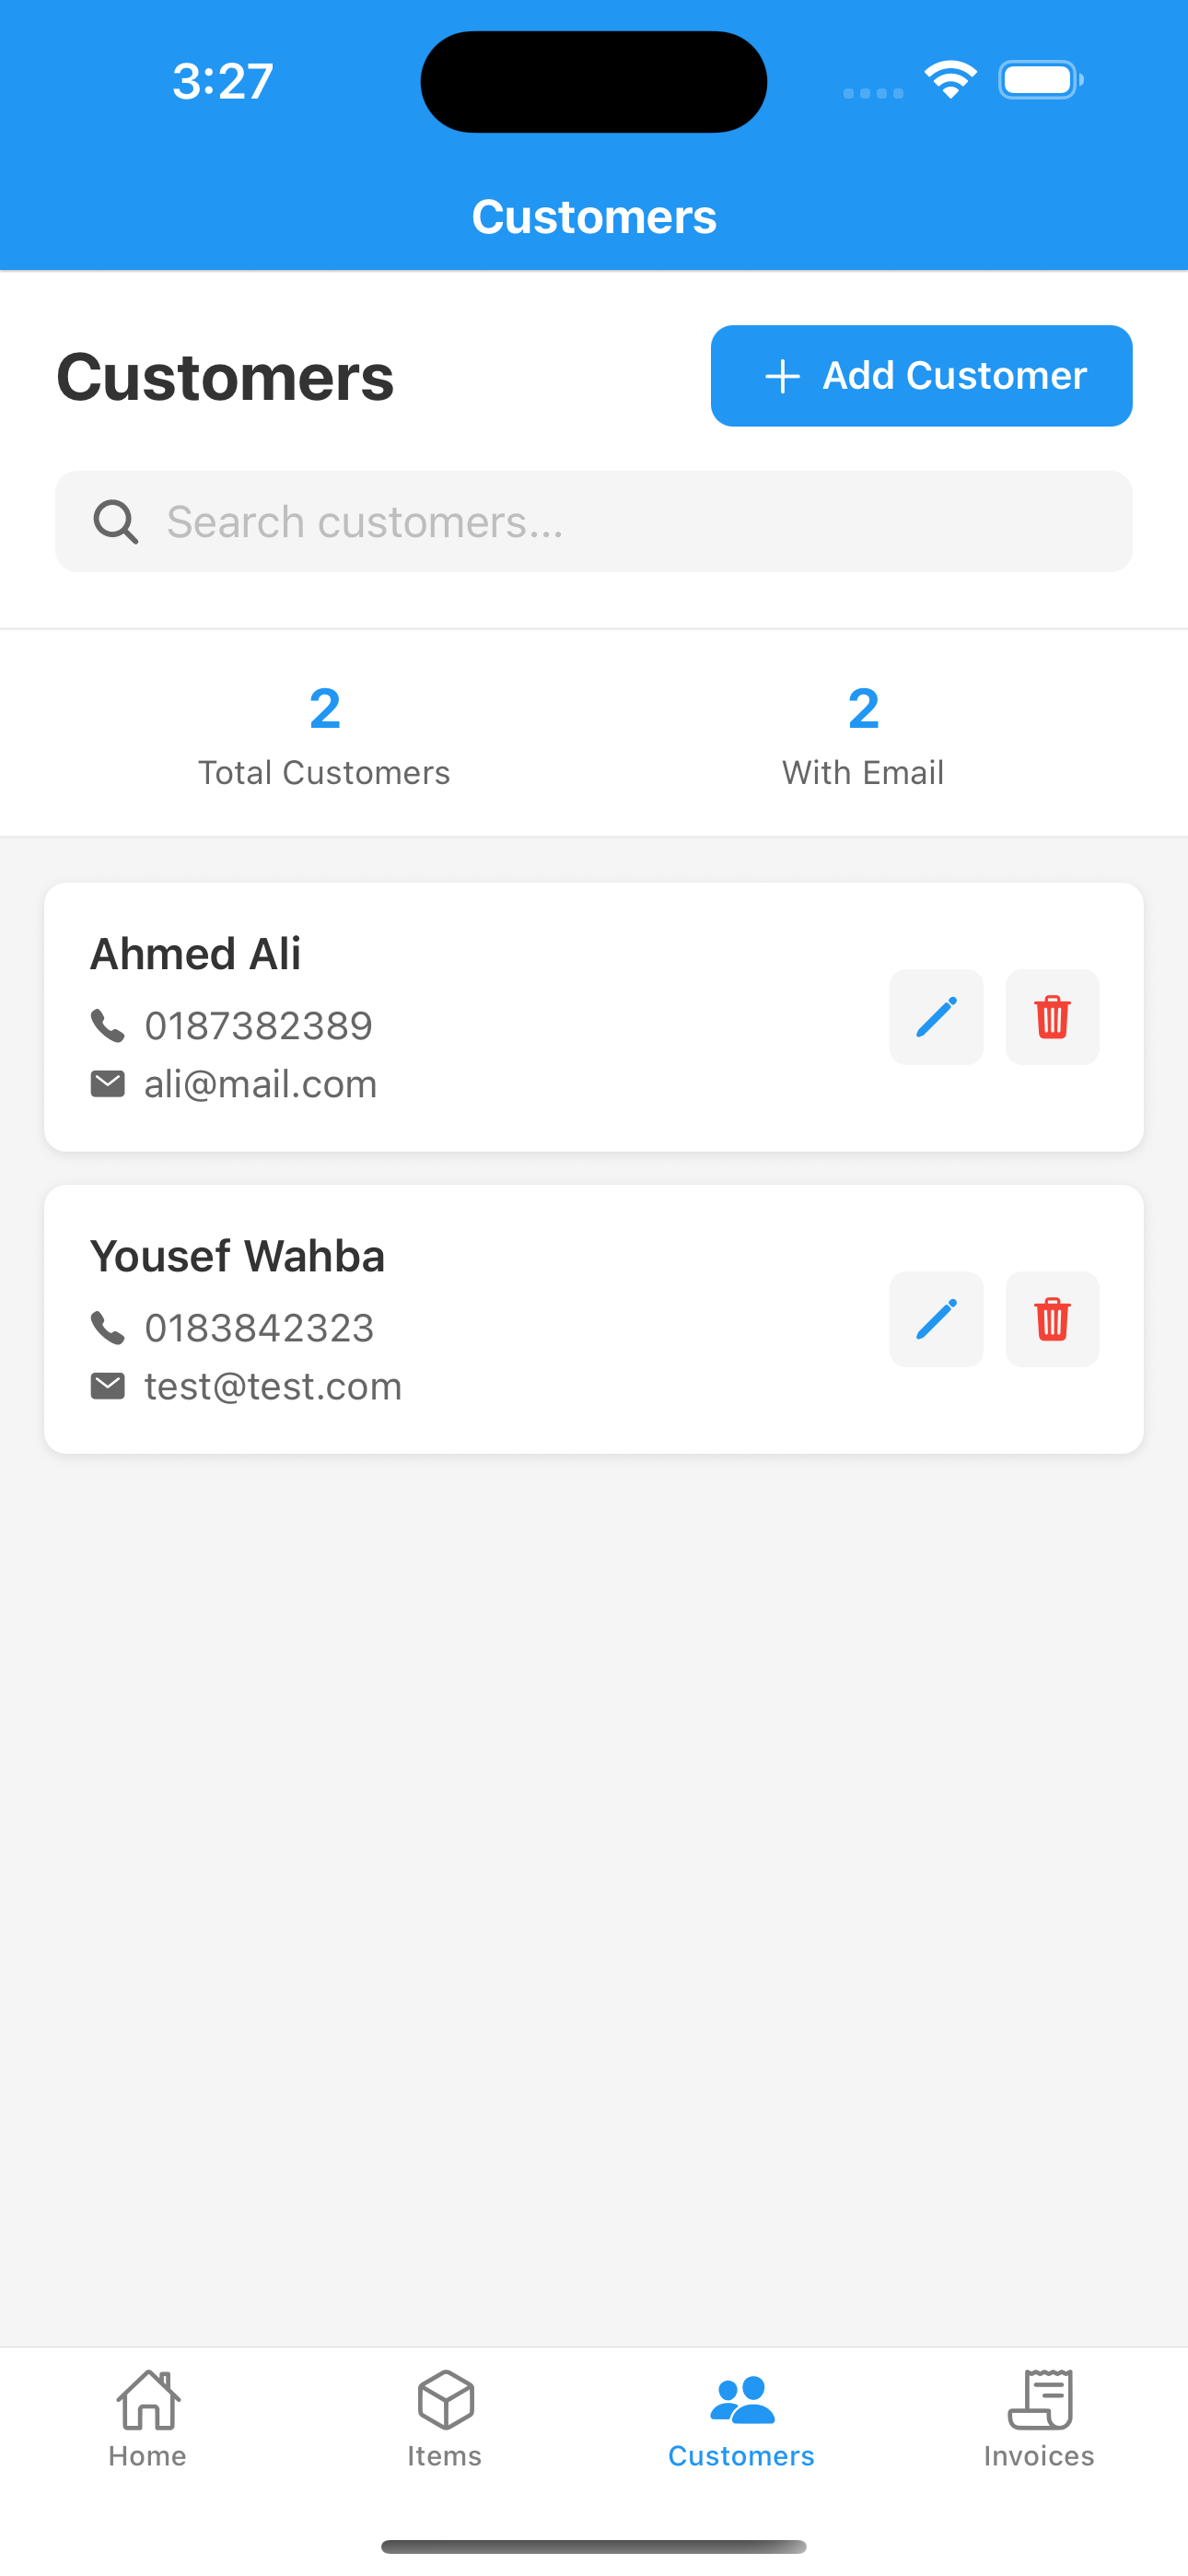 3:27
Customers
Customers
Add Customer
Search customers...
2
2
Total Customers
With Email
Ahmed Ali
0187382389
ali@mail.com
Yousef Wahba
0183842323
test@test.com
Home
Items
Customers
Invoices